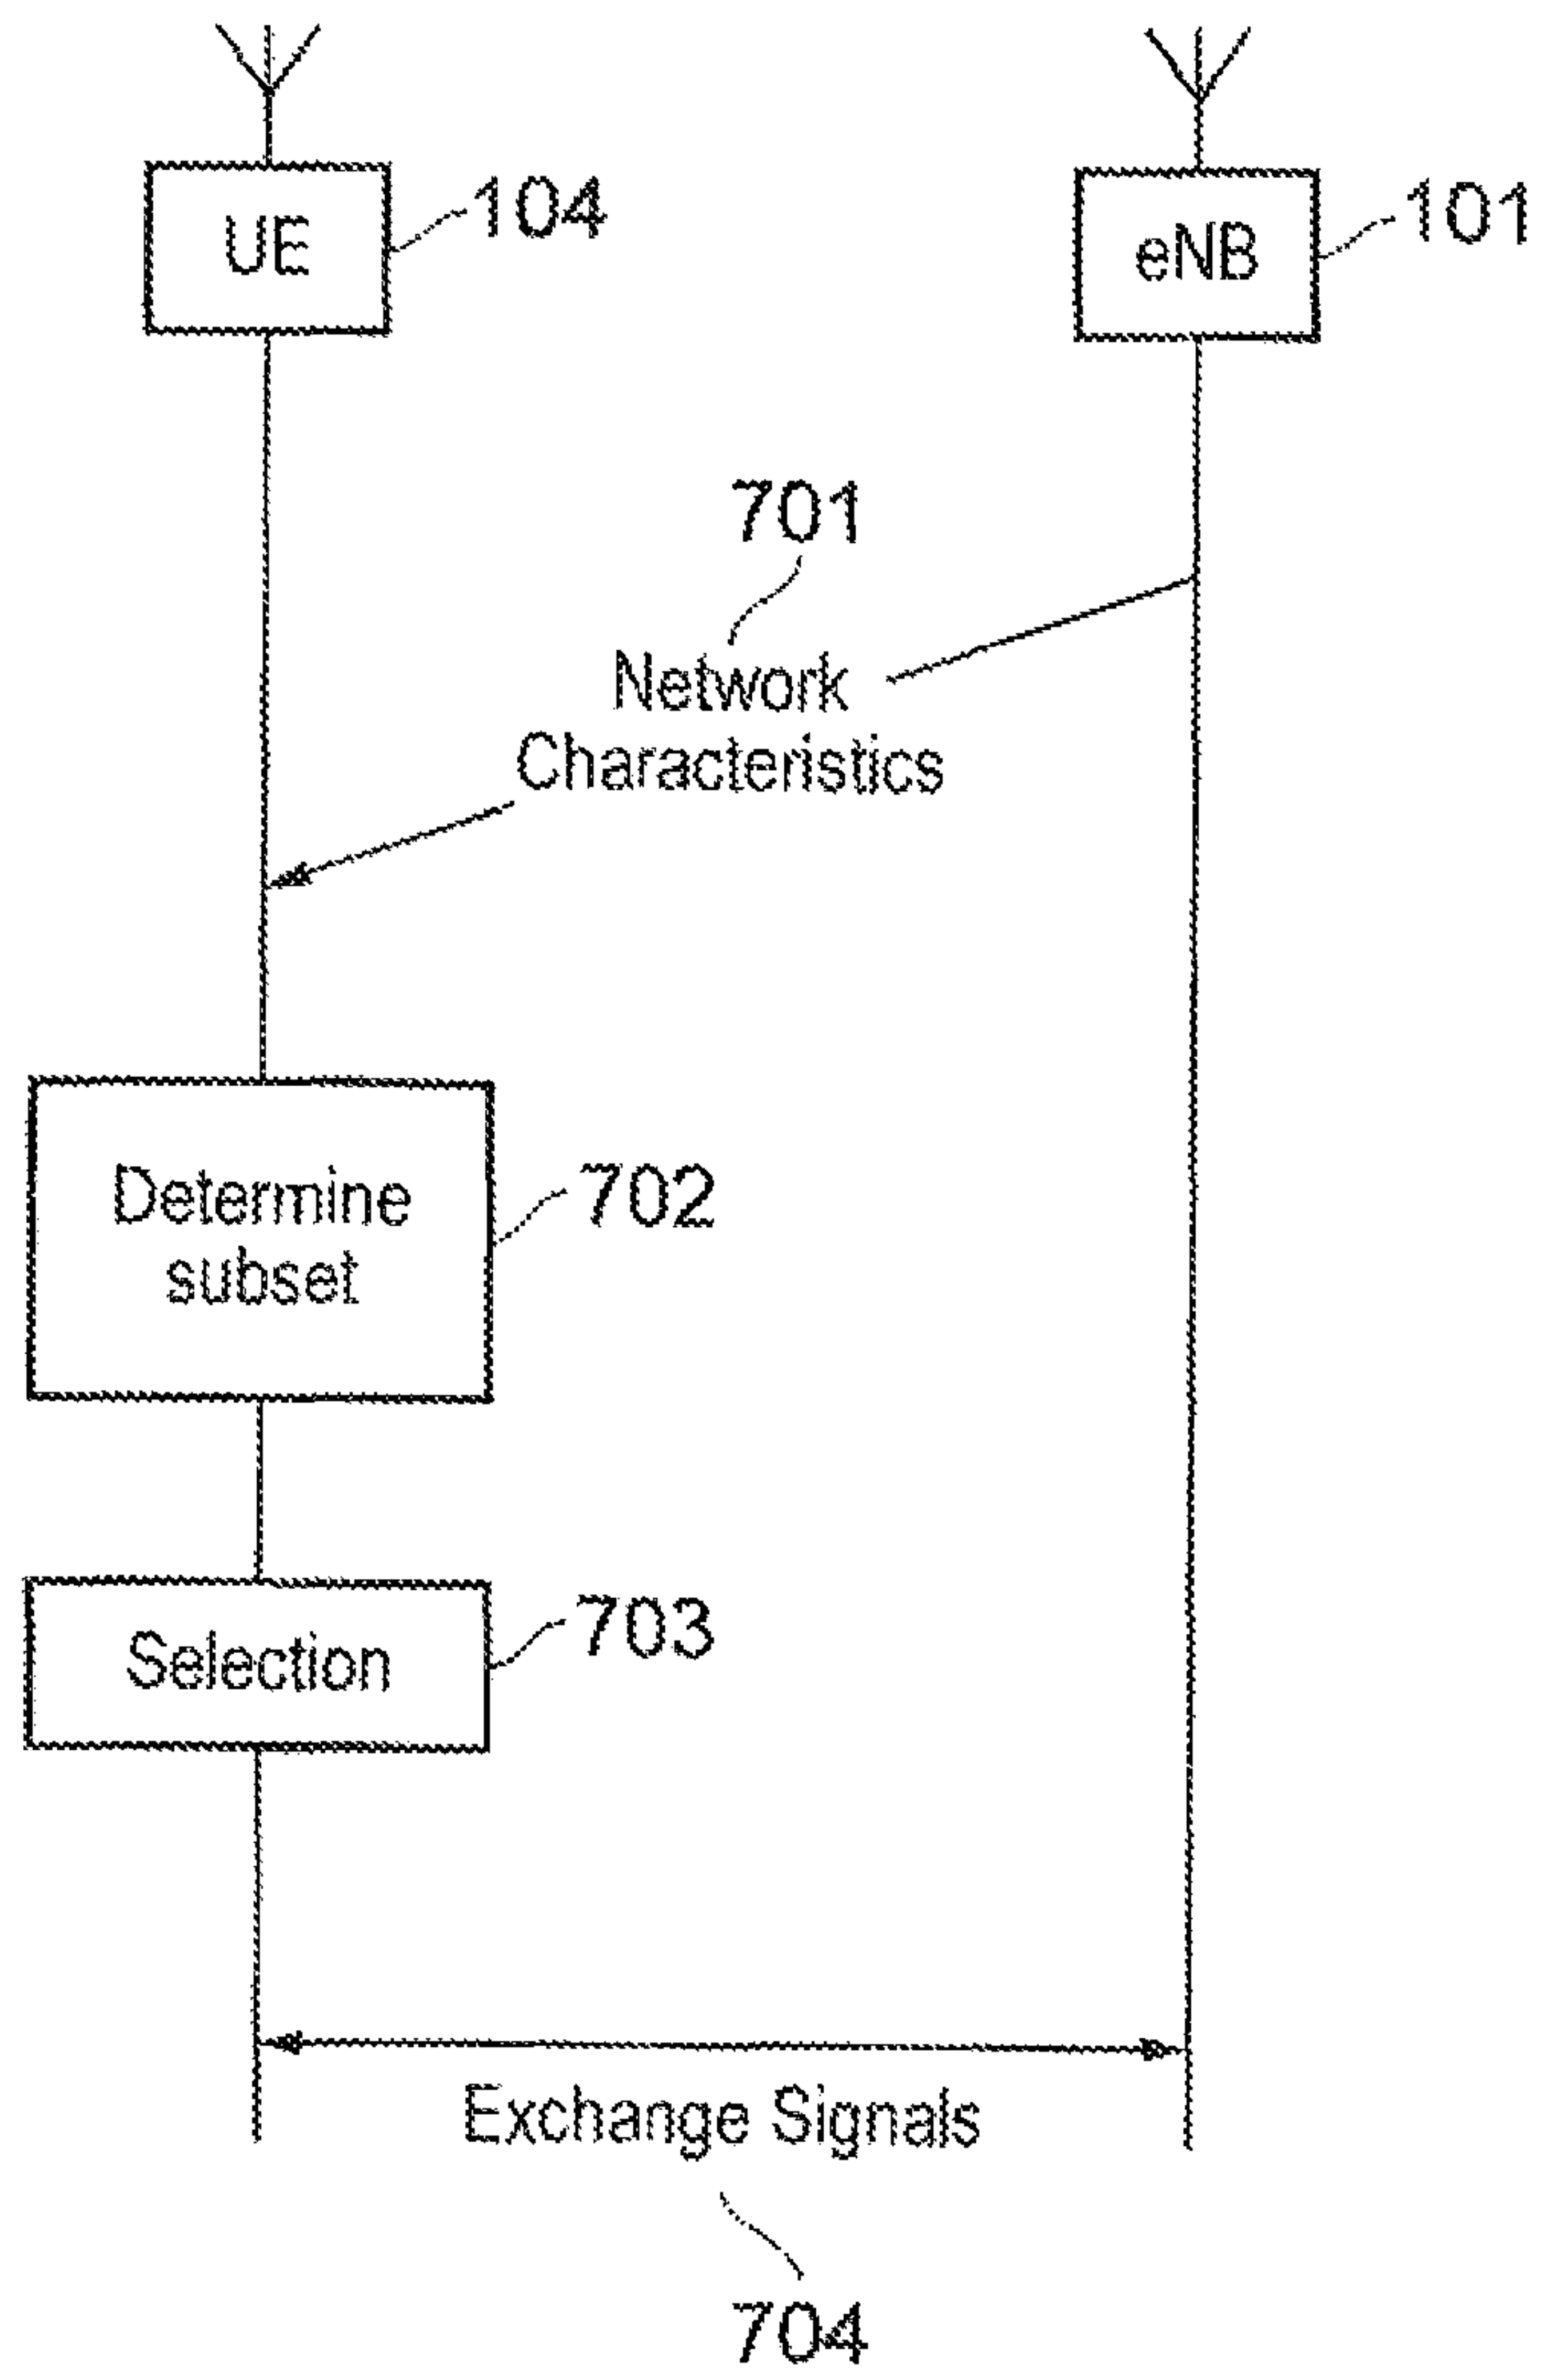 UE
104
eNB
101
701
Network
Characteristics
Determine
subset
702
Selection
703
Exchange Signals
704